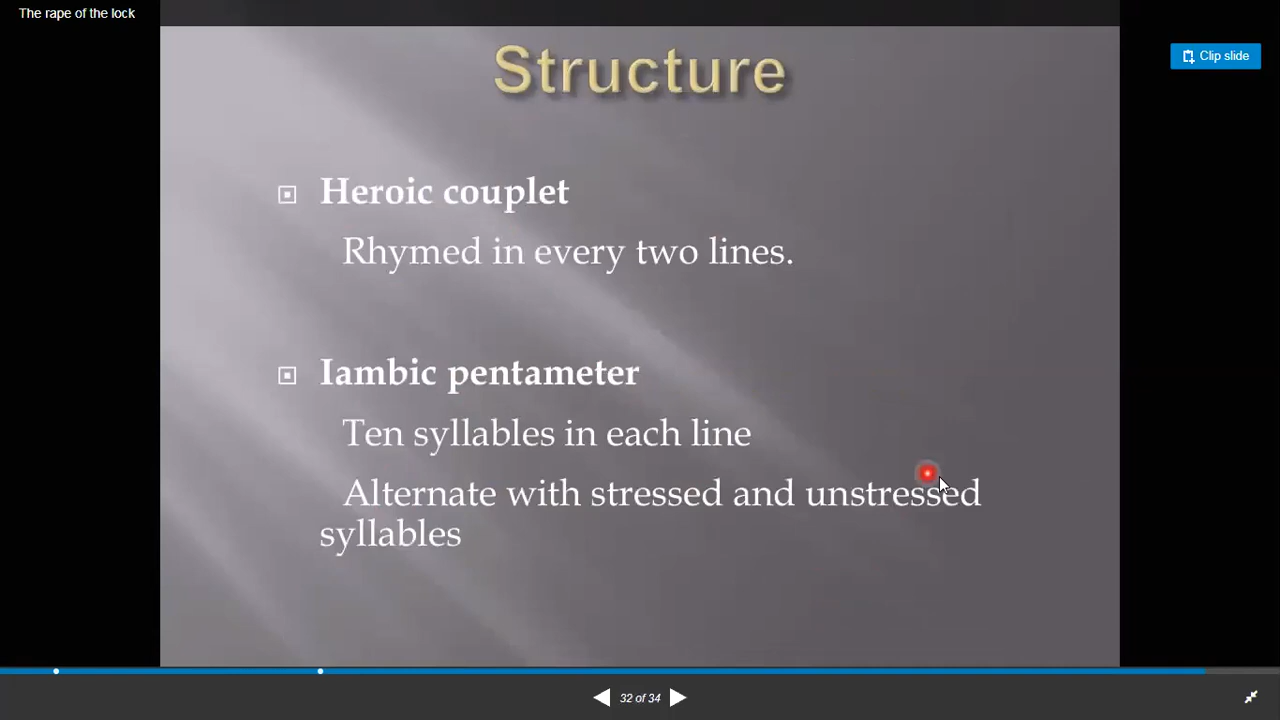 The rape of the lock
Clip slide
Structure
Heroic couplet
Rhymed in every two lines.
Iambic pentameter
Ten syllables in each line
Alternate with stressed and unstressed
syllables
32 of 34